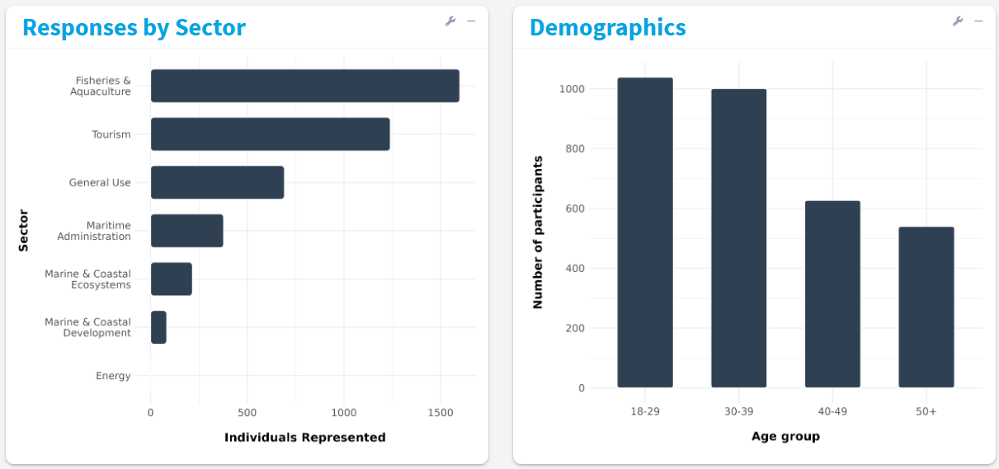 Responses by Sector
Sector
Fisheries &
Aquaculture
Tourism
General Use
Maritime
Administration
Marine & Coastal
Ecosystems
Marine & Coastal
Development
Energy
0 500 1000 1500
Individuals Represented
Demographics
Number of participants
1000
800
600
400
200
0
18-29 30-39 40-49 50+
Age group